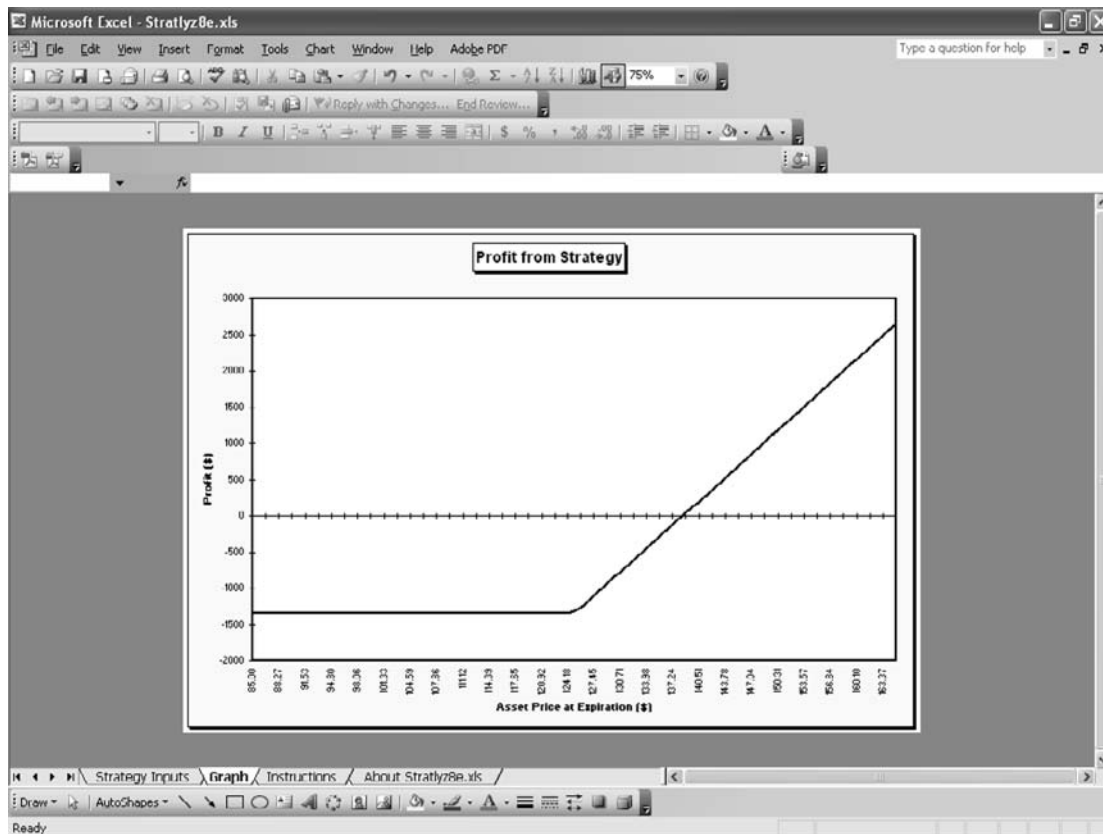 Microsoft Excel - Stratlyz8e.xls
File Edit View Insert Format Tools Chart Window Help Adobe PDF
Type a question for help
75%
Reply with Changes... End Review...
B I U $ % , A
fx
Profit from Strategy
3000
2500
2000
1500
1000
500
0
-500
-1000
-1500
-2000
Profit ($)
85.00 88.27 91.53 94.80 98.06 101.33 104.59 107.86 111.12 114.39 117.65 120.92 124.18 127.45 130.71 133.98 137.24 140.51 143.78 147.04 150.31 153.57 156.84 160.10 163.37
Asset Price at Expiration ($)
Strategy Inputs Graph Instructions About Stratlyz8e.xls
Draw AutoShapes A
Ready